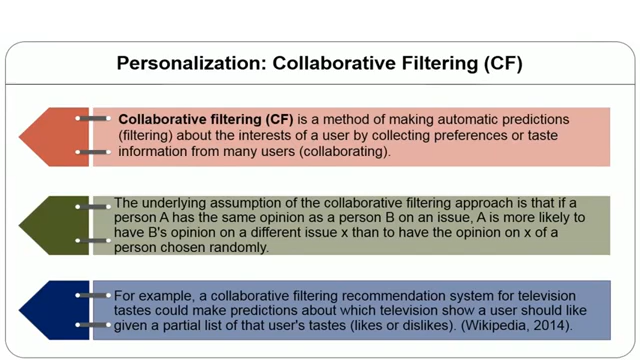 Personalization: Collaborative Filtering (CF)
Collaborative filtering (CF) is a method of making automatic predictions
(filtering) about the interests of a user by collecting preferences or taste
information from many users (collaborating).
The underlying assumption of the collaborative filtering approach is that if a
person A has the same opinion as a person B on an issue, A is more likely to
have B's opinion on a different issue x than to have the opinion on x of a
person chosen randomly.
For example, a collaborative filtering recommendation system for television
tastes could make predictions about which television show a user should like
given a partial list of that user's tastes (likes or dislikes). (Wikipedia, 2014).